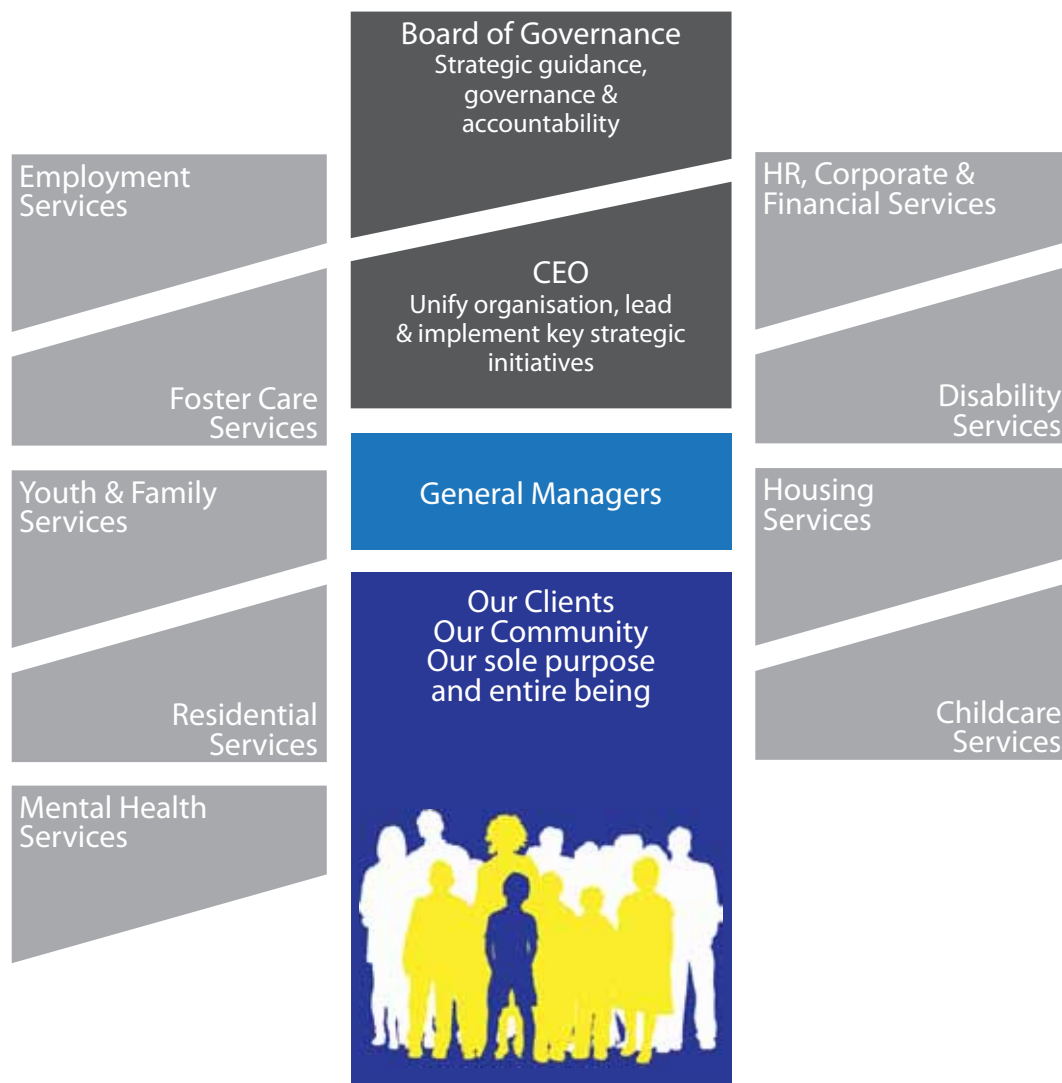 Board of Governance
Strategic guidance,
governance &
accountability
CEO
Unify organisation, lead
& implement key strategic
initiatives
General Managers
Our Clients
Our Community
Our sole purpose
and entire being
Employment
Services
Foster Care
Services
Youth & Family
Services
Residential
Services
Mental Health
Services
HR, Corporate &
Financial Services
Disability
Services
Housing
Services
Childcare
Services